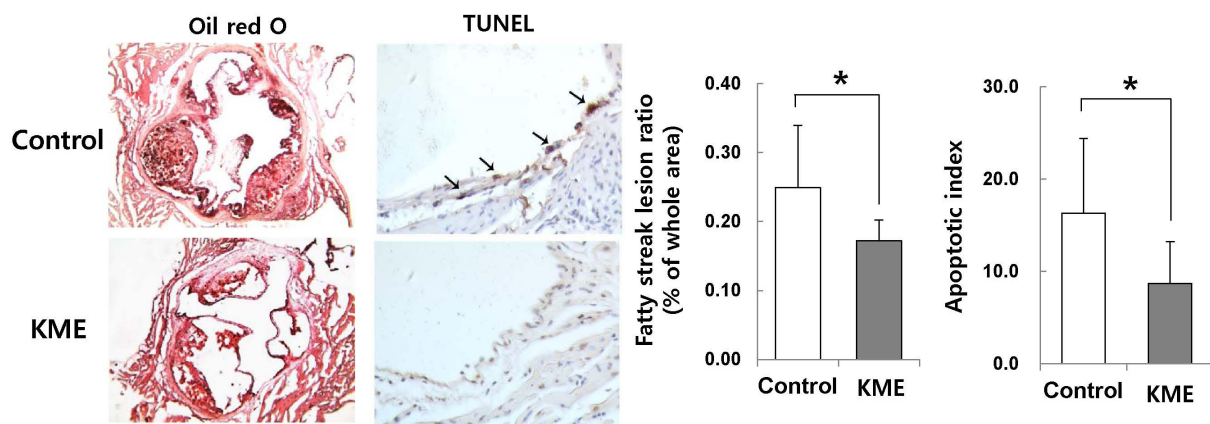 Oil red O
TUNEL
Control
KME
Fatty streak lesion ratio
(% of whole area)
0.40
0.30
0.20
0.10
0.00
*
Control
KME
Apoptotic index
30.0
20.0
10.0
0.0
*
Control
KME